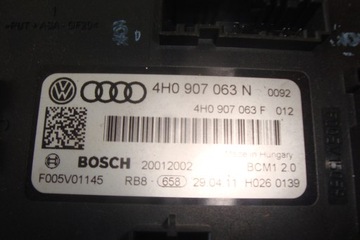 4H0 907 063 N 0092
4H0 907 063 F 012
Made in Hungary
BOSCH 20012002 BCM1 2.0
F005V01145 RB8- 658 29.04.11 H026 0139